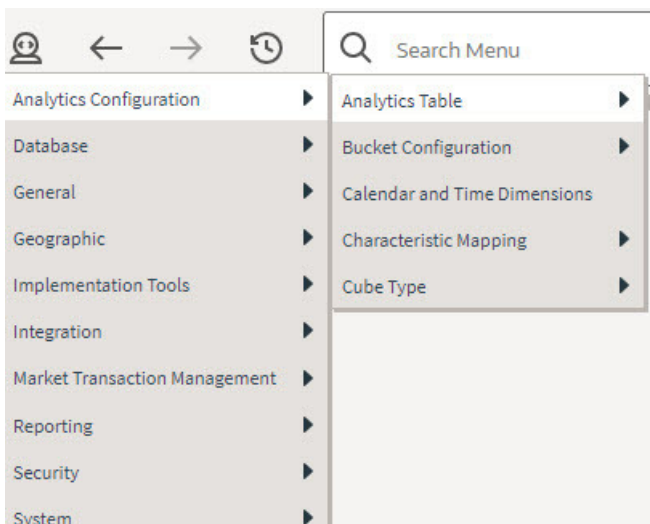 Search Menu
Analytics Configuration
Database
General
Geographic
Implementation Tools
Integration
Market Transaction Management
Reporting
Security
System
Analytics Table
Bucket Configuration
Calendar and Time Dimensions
Characteristic Mapping
Cube Type